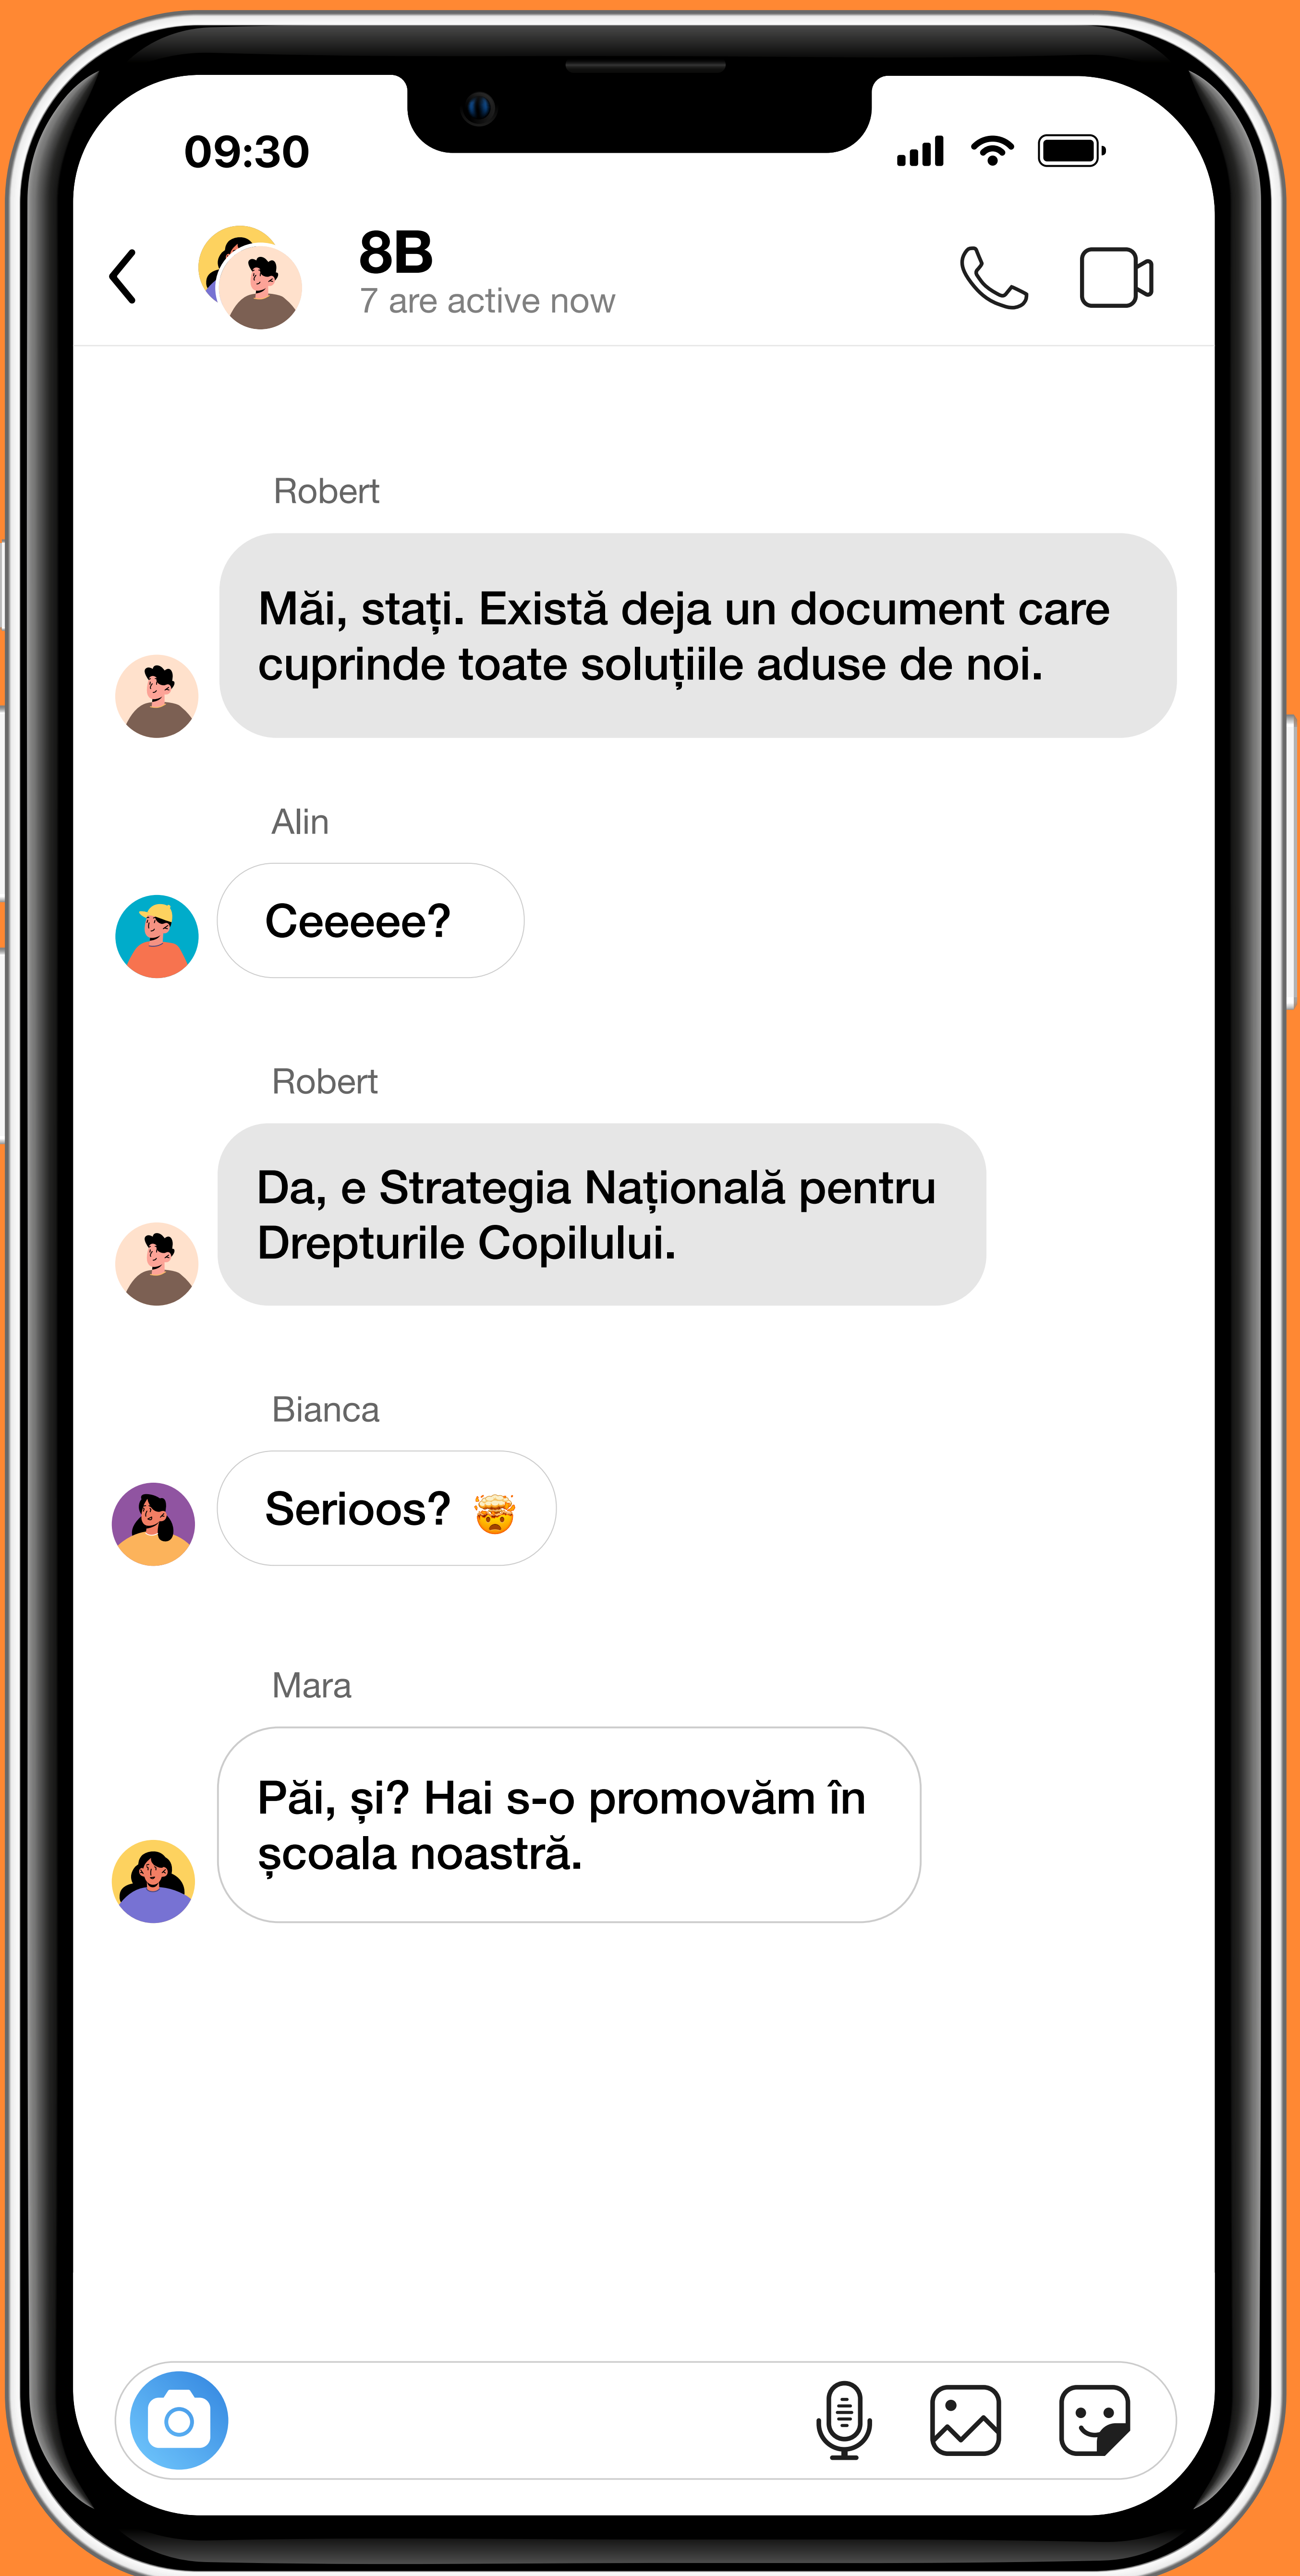 09:30
8B
7 are active now
Robert
Măi, stați. Există deja un document care
cuprinde toate soluțiile aduse de noi.
Alin
Ceeeee?
Robert
Da, e Strategia Națională pentru
Drepturile Copilului.
Bianca
Serioos? 🤯
Mara
Păi, și? Hai s-o promovăm în
școala noastră.